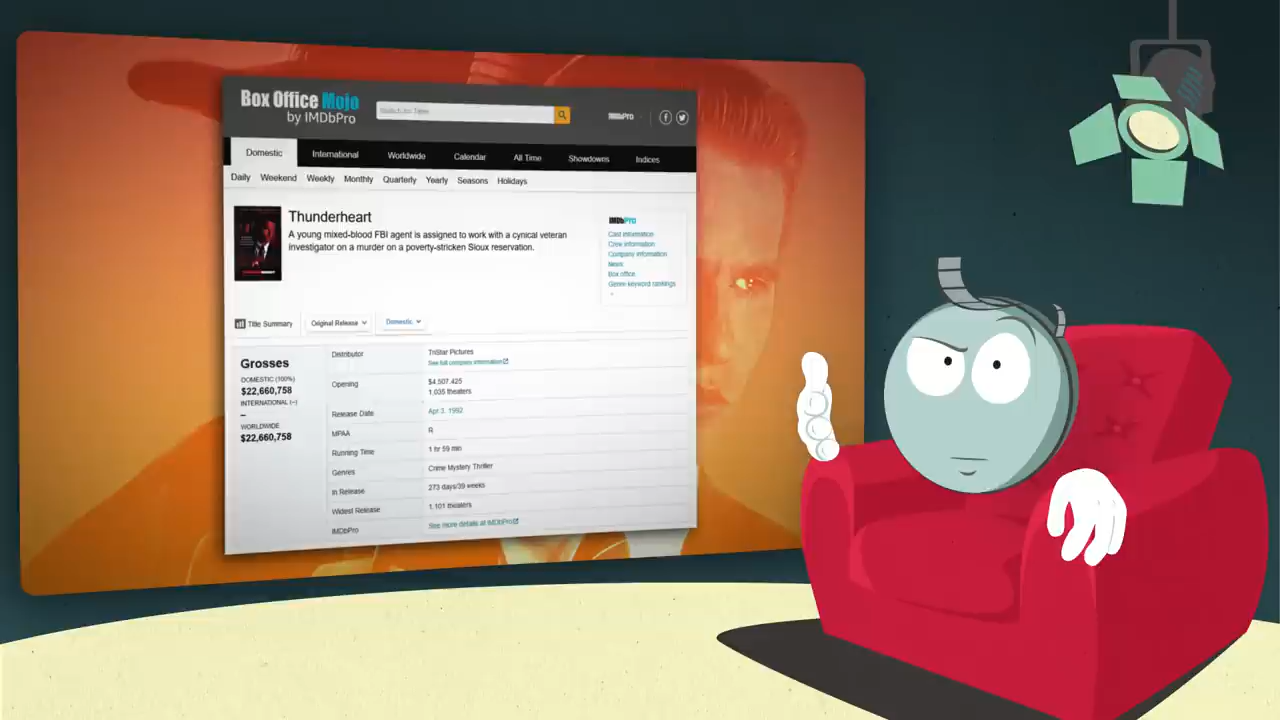 Box Office Mojo
by IMDbPro
Search for Titles
IMDbPro
Domestic International Worldwide Calendar All Time Showdowns Indices
Daily Weekend Weekly Monthly Quarterly Yearly Seasons Holidays
Thunderheart
A young mixed-blood FBI agent is assigned to work with a cynical veteran
investigator on a murder on a poverty-stricken Sioux reservation.
IMDbPro
Cast information
Crew information
Company information
News
Box office
Genre keyword rankings
Title Summary
Original Release
Domestic
Grosses
DOMESTIC (100%)
$22,660,758
INTERNATIONAL (–)
–
WORLDWIDE
$22,660,758
Distributor TriStar Pictures
See full company information
Opening $4,507,425
1,035 theaters
Release Date Apr 3, 1992
MPAA R
Running Time 1 hr 59 min
Genres Crime Mystery Thriller
In Release 273 days/39 weeks
Widest Release 1,101 theaters
IMDbPro See more details at IMDbPro